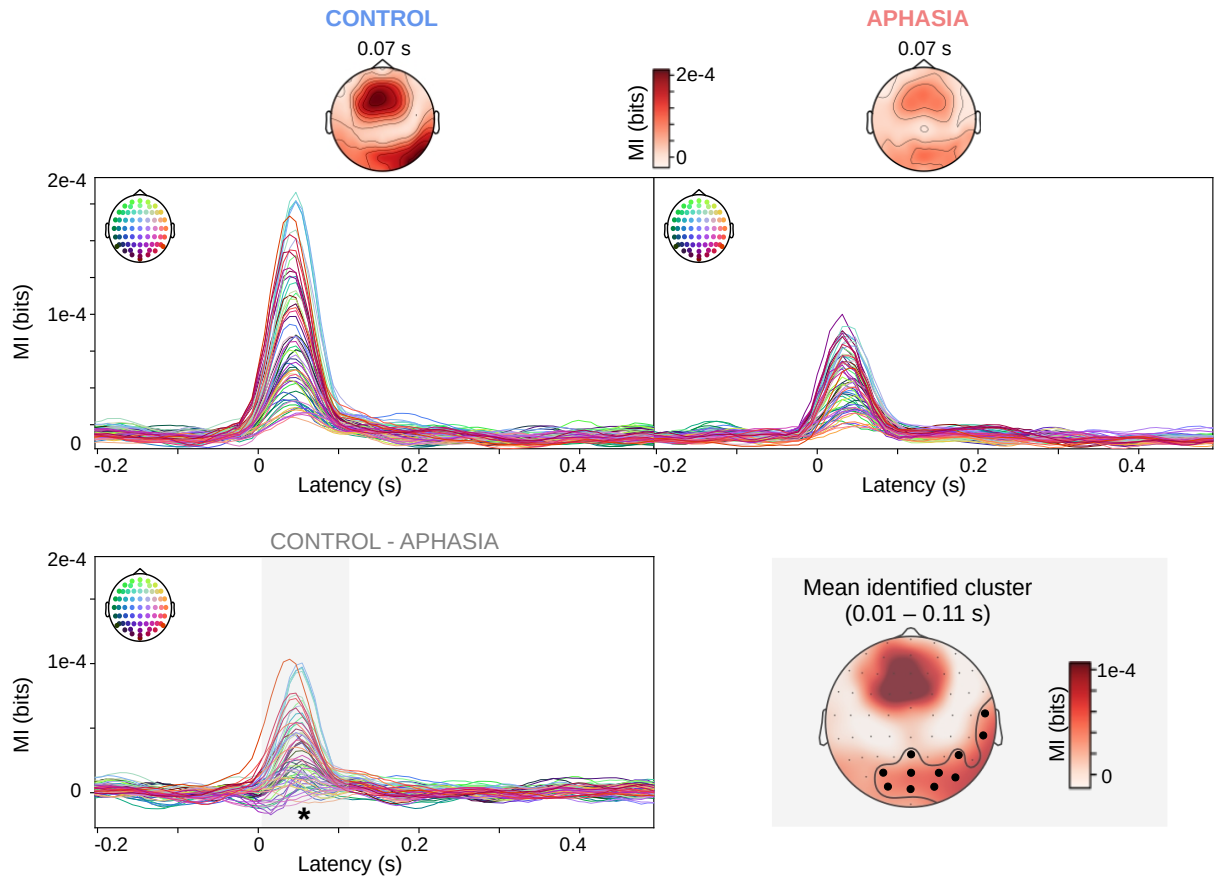 CONTROL
APHASIA
0.07 s
0.07 s
MI (bits)
2e-4
0
2e-4
1e-4
0
MI (bits)
-0.2
0
0.2
0.4
Latency (s)
-0.2
0
0.2
0.4
Latency (s)
CONTROL - APHASIA
2e-4
1e-4
0
MI (bits)
*
-0.2
0
0.2
0.4
Latency (s)
Mean identified cluster
(0.01 – 0.11 s)
MI (bits)
1e-4
0